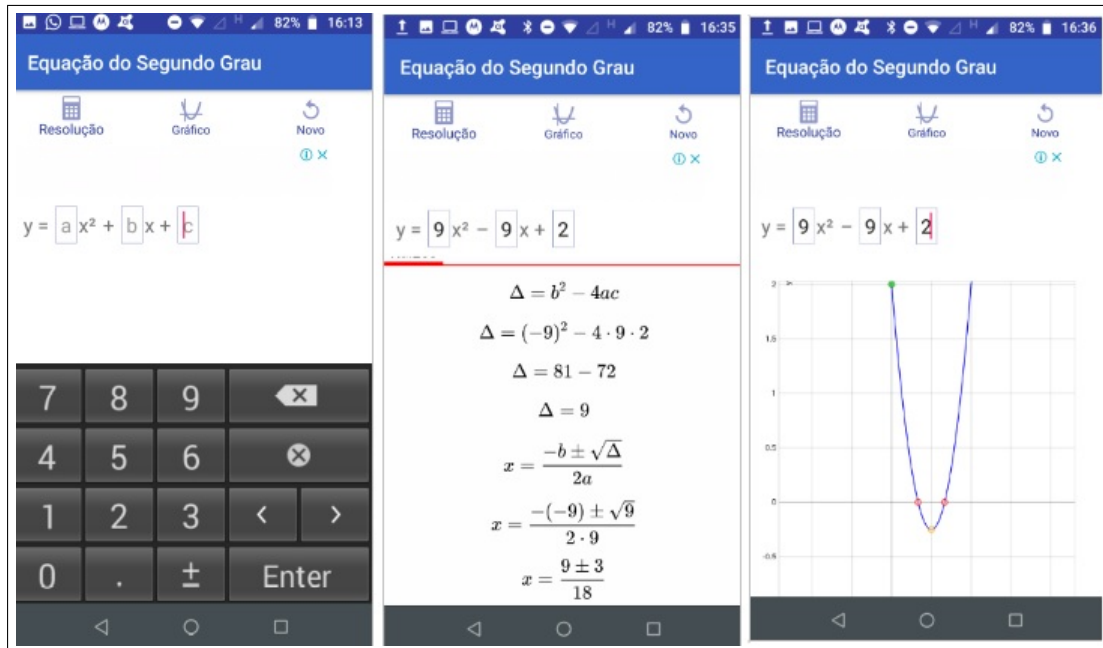 82% 16:13
Equação do Segundo Grau
Resolução Gráfico Novo
y = a x² + b x + c
7 8 9
4 5 6
1 2 3 < >
0 . ± Enter
H 82% 16:35
Equação do Segundo Grau
Resolução Gráfico Novo
y = 9 x² − 9 x + 2
Δ = b² − 4ac
Δ = (−9)² − 4 · 9 · 2
Δ = 81 − 72
Δ = 9
x = \frac{−b ± √Δ}{2a}
x = \frac{−(−9) ± √9}{2 · 9}
x = \frac{9 ± 3}{18}
H 82% 16:36
Equação do Segundo Grau
Resolução Gráfico Novo
y = 9 x² − 9 x + 2
2
1.5
1
0.5
0
-0.5